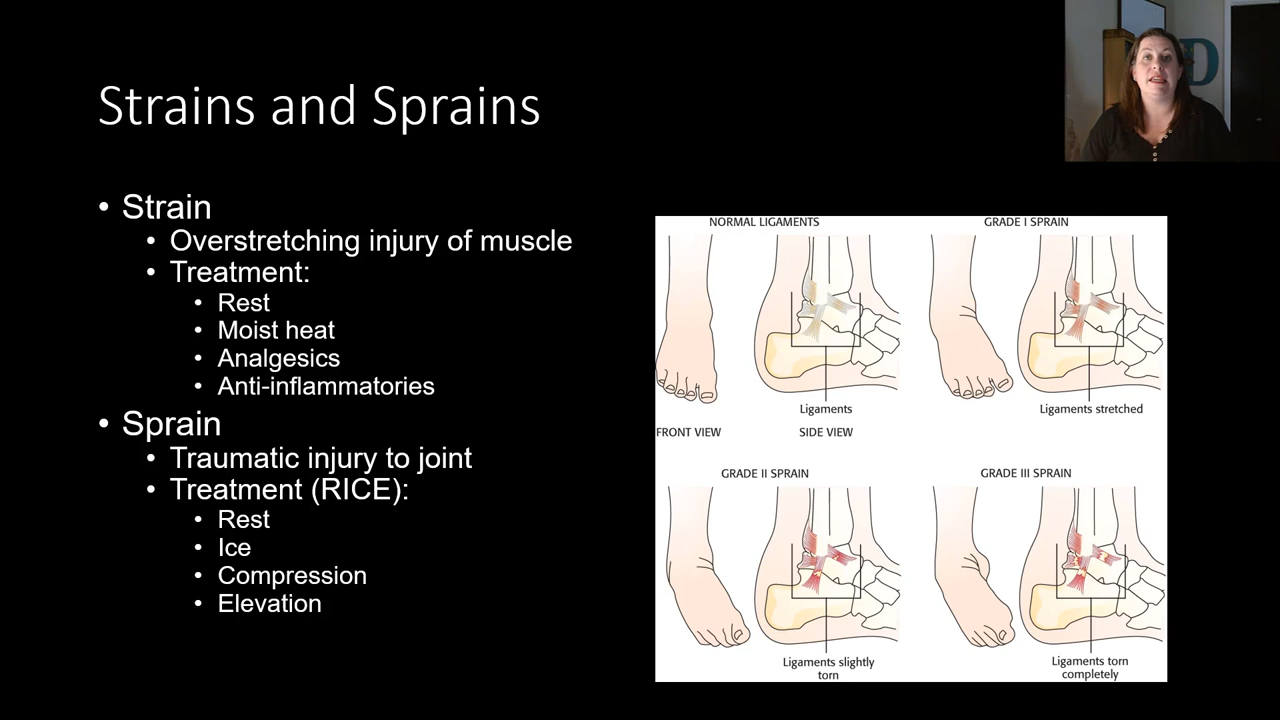 Strains and Sprains
• Strain
• Overstretching injury of muscle
• Treatment:
• Rest
• Moist heat
• Analgesics
• Anti-inflammatories
• Sprain
• Traumatic injury to joint
• Treatment (RICE):
• Rest
• Ice
• Compression
• Elevation
NORMAL LIGAMENTS
GRADE I SPRAIN
Ligaments
Ligaments stretched
FRONT VIEW
SIDE VIEW
GRADE II SPRAIN
GRADE III SPRAIN
Ligaments slightly
torn
Ligaments torn
completely
D